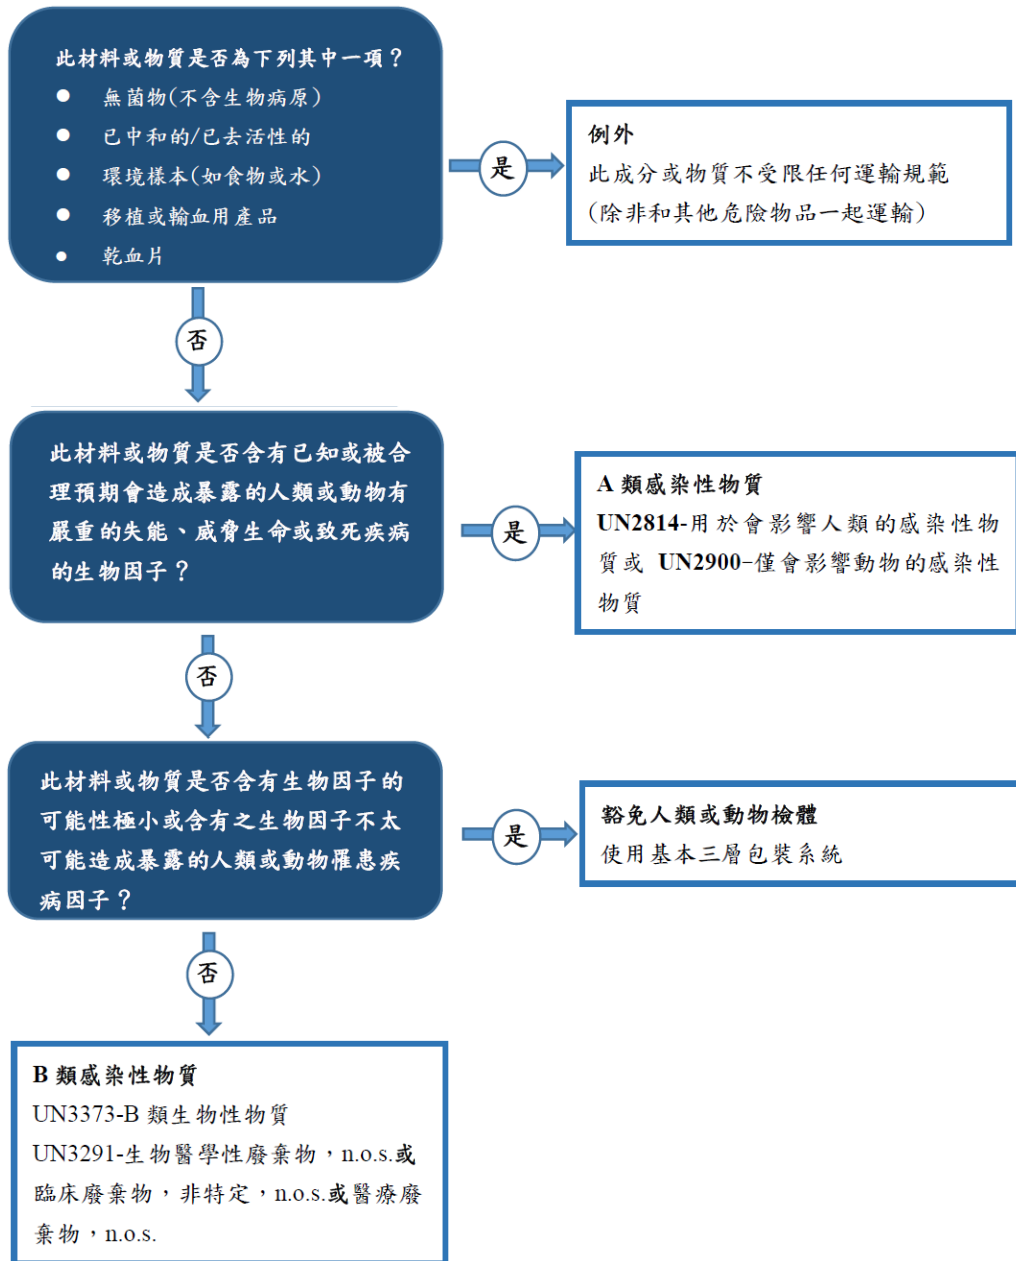 此材料或物質是否為下列其中一項？
● 無菌物(不含生物病原)
● 已中和的/已去活性的
● 環境樣本(如食物或水)
● 移植或輸血用產品
● 乾血片
是
例外
此成分或物質不受限任何運輸規範
(除非和其他危險物品一起運輸)
否
此材料或物質是否含有已知或被合
理預期會造成暴露的人類或動物有
嚴重的失能、威脅生命或致死疾病
的生物因子？
是
A 類感染性物質
UN2814-用於會影響人類的感染性物
質或 UN2900-僅會影響動物的感染性
物質
否
此材料或物質是否含有生物因子的
可能性極小或含有之生物因子不太
可能造成暴露的人類或動物罹患疾
病因子？
是
豁免人類或動物檢體
使用基本三層包裝系統
否
B 類感染性物質
UN3373-B 類生物性物質
UN3291-生物醫學性廢棄物，n.o.s.或
臨床廢棄物，非特定，n.o.s.或醫療廢
棄物，n.o.s.